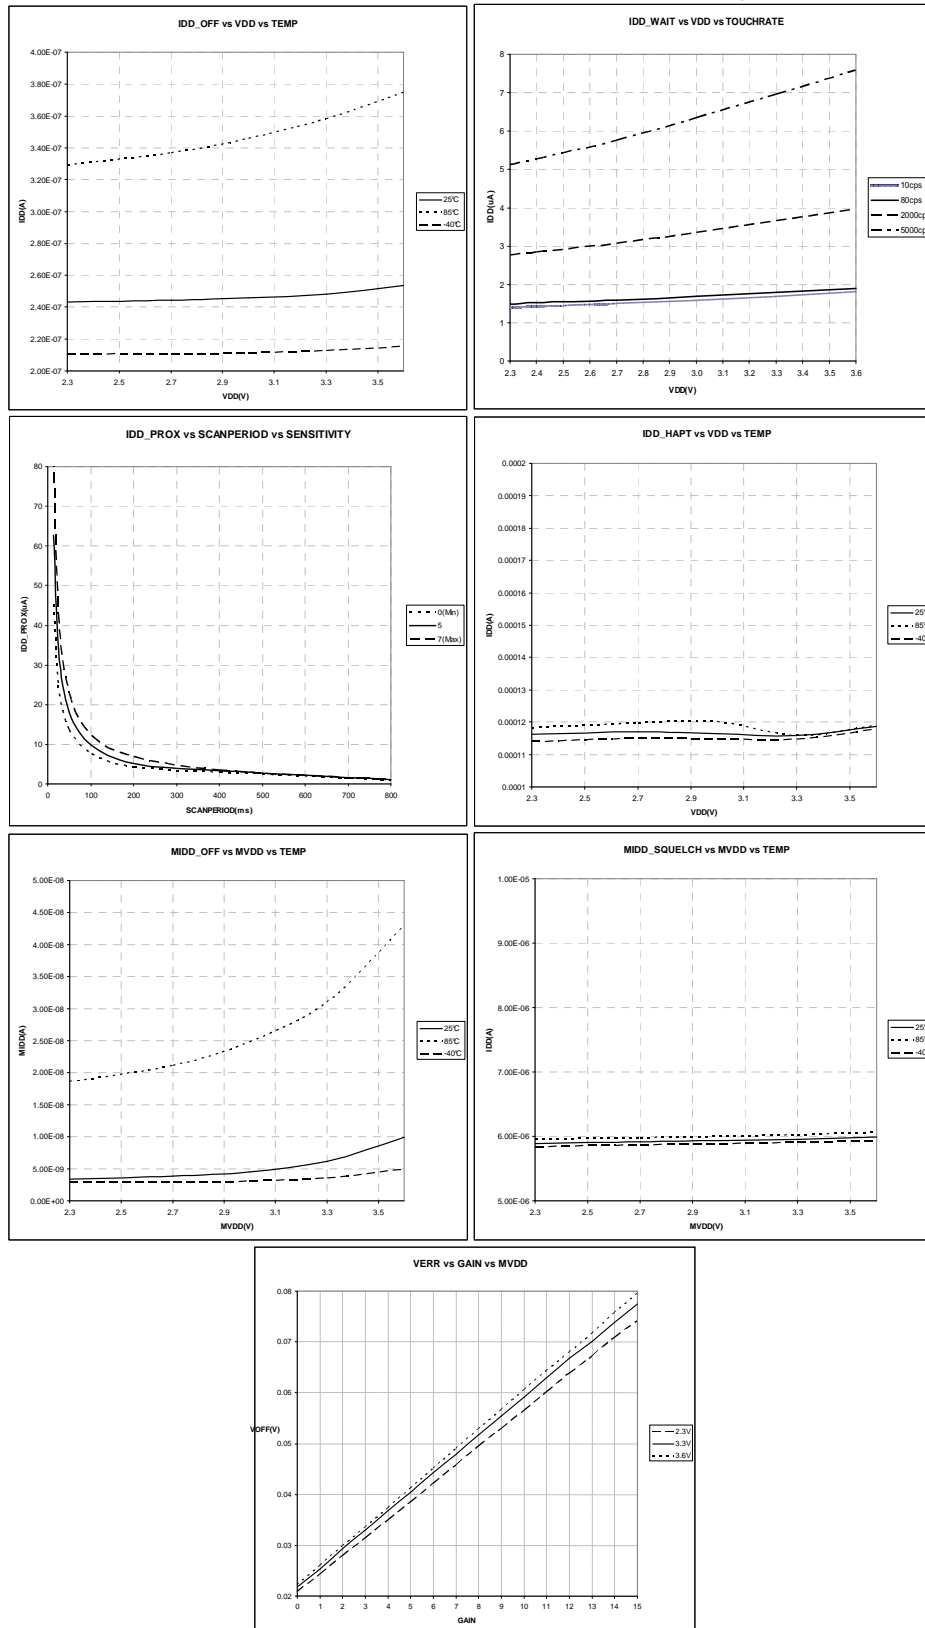 IDD_OFF vs VDD vs TEMP
4.00E-07
3.80E-07
3.60E-07
3.40E-07
3.20E-07
3.00E-07
2.80E-07
2.60E-07
2.40E-07
2.20E-07
2.00E-07
IDD(A)
2.3 2.5 2.7 2.9 3.1 3.3 3.5
VDD(V)
25°C
85°C
-40°C
IDD_WAIT vs VDD vs TOUCHRATE
8
7
6
5
4
3
2
1
0
IDD(uA)
2.3 2.4 2.5 2.6 2.7 2.8 2.9 3.0 3.1 3.2 3.3 3.4 3.5 3.6
VDD(V)
10cps
80cps
2000cp
5000cp
IDD_PROX vs SCANPERIOD vs SENSITIVITY
80
70
60
50
40
30
20
10
0
IDD_PROX(uA)
0 100 200 300 400 500 600 700 800
SCANPERIOD(ms)
0(Min)
5
7(Max)
IDD_HAPT vs VDD vs TEMP
0.0002
0.00019
0.00018
0.00017
0.00016
0.00015
0.00014
0.00013
0.00012
0.00011
0.0001
IDD(A)
2.3 2.5 2.7 2.9 3.1 3.3 3.5
VDD(V)
25°
85°
-40
MIDD_OFF vs MVDD vs TEMP
5.00E-08
4.50E-08
4.00E-08
3.50E-08
3.00E-08
2.50E-08
2.00E-08
1.50E-08
1.00E-08
5.00E-09
0.00E+00
MIDD(A)
2.3 2.5 2.7 2.9 3.1 3.3 3.5
MVDD(V)
25°C
85°C
-40°C
MIDD_SQUELCH vs MVDD vs TEMP
1.00E-05
9.00E-06
8.00E-06
7.00E-06
6.00E-06
5.00E-06
IDD(A)
2.3 2.5 2.7 2.9 3.1 3.3 3.5
MVDD(V)
25°
85°
-40
VERR vs GAIN vs MVDD
0.08
0.07
0.06
0.05
0.04
0.03
0.02
VOFF(V)
0 1 2 3 4 5 6 7 8 9 10 11 12 13 14 15
GAIN
2.3V
3.3V
3.6V